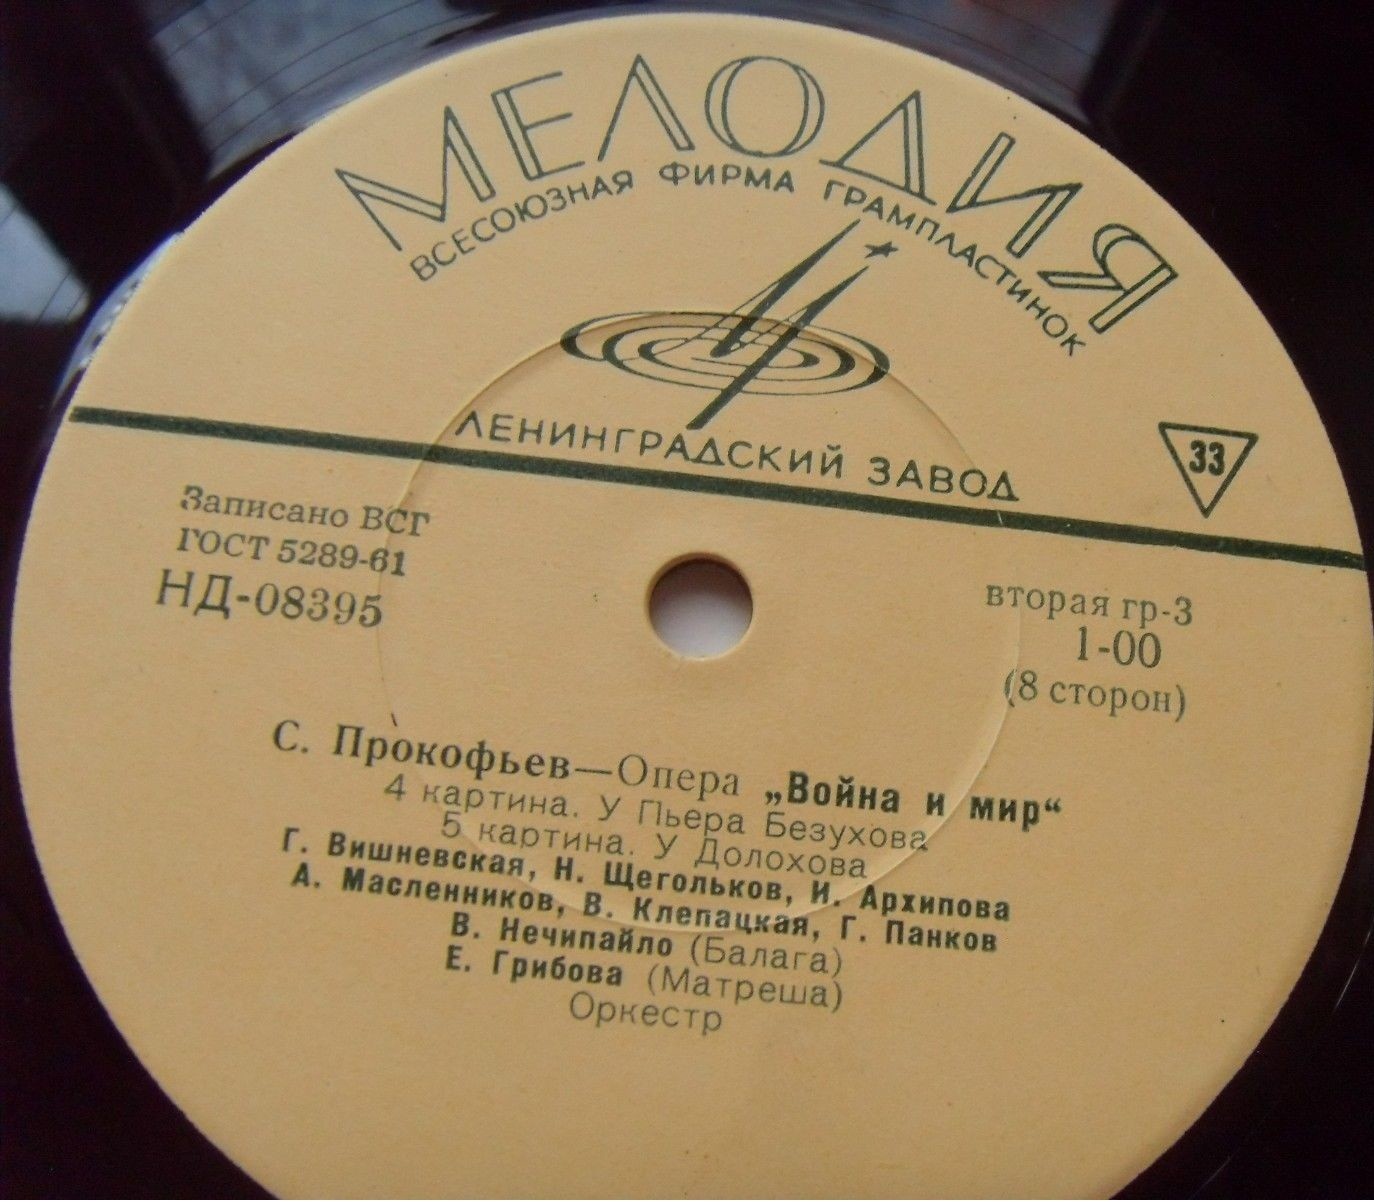 МЕЛОДИЯ
ВСЕСОЮЗНАЯ ФИРМА ГРАМПЛАСТИНОК
ЛЕНИНГРАДСКИЙ ЗАВОД
33
Записано ВСГ
ГОСТ 5289-61
НД-08395
вторая гр-3
1-00
(8 сторон)
С. Прокофьев—Опера „Война и мир“
4 картина. У Пьера Безухова
5 картина. У Долохова
Г. Вишневская, Н. Щегольков, И. Архипова
А. Масленников, В. Клепацкая, Г. Панков
В. Нечипайло (Балага)
Е. Грибова (Матреша)
Оркестр